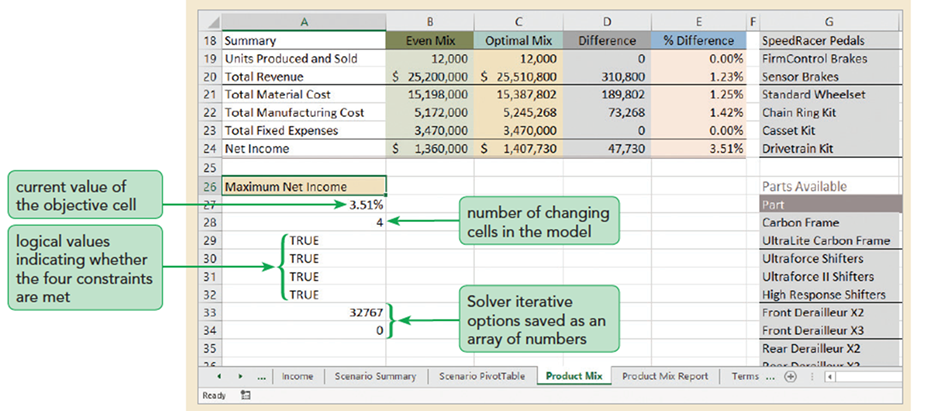 A B C D E F G
18 Summary Even Mix Optimal Mix Difference % Difference SpeedRacer Pedals
19 Units Produced and Sold 12,000 12,000 0 0.00% FirmControl Brakes
20 Total Revenue $ 25,200,000 $ 25,510,800 310,800 1.23% Sensor Brakes
21 Total Material Cost 15,198,000 15,387,802 189,802 1.25% Standard Wheelset
22 Total Manufacturing Cost 5,172,000 5,245,268 73,268 1.42% Chain Ring Kit
23 Total Fixed Expenses 3,470,000 3,470,000 0 0.00% Casset Kit
24 Net Income $ 1,360,000 $ 1,407,730 47,730 3.51% Drivetrain Kit
25
26 Maximum Net Income Parts Available
27 3.51% Part
28 4 Carbon Frame
29 TRUE UltraLite Carbon Frame
30 TRUE Ultraforce Shifters
31 TRUE Ultraforce II Shifters
32 TRUE High Response Shifters
33 32767 Front Derailleur X2
34 0 Front Derailleur X3
35 Rear Derailleur X2
current value of
the objective cell
number of changing
cells in the model
logical values
indicating whether
the four constraints
are met
Solver iterative
options saved as an
array of numbers
... Income Scenario Summary Scenario PivotTable Product Mix Product Mix Report Terms ...
Ready